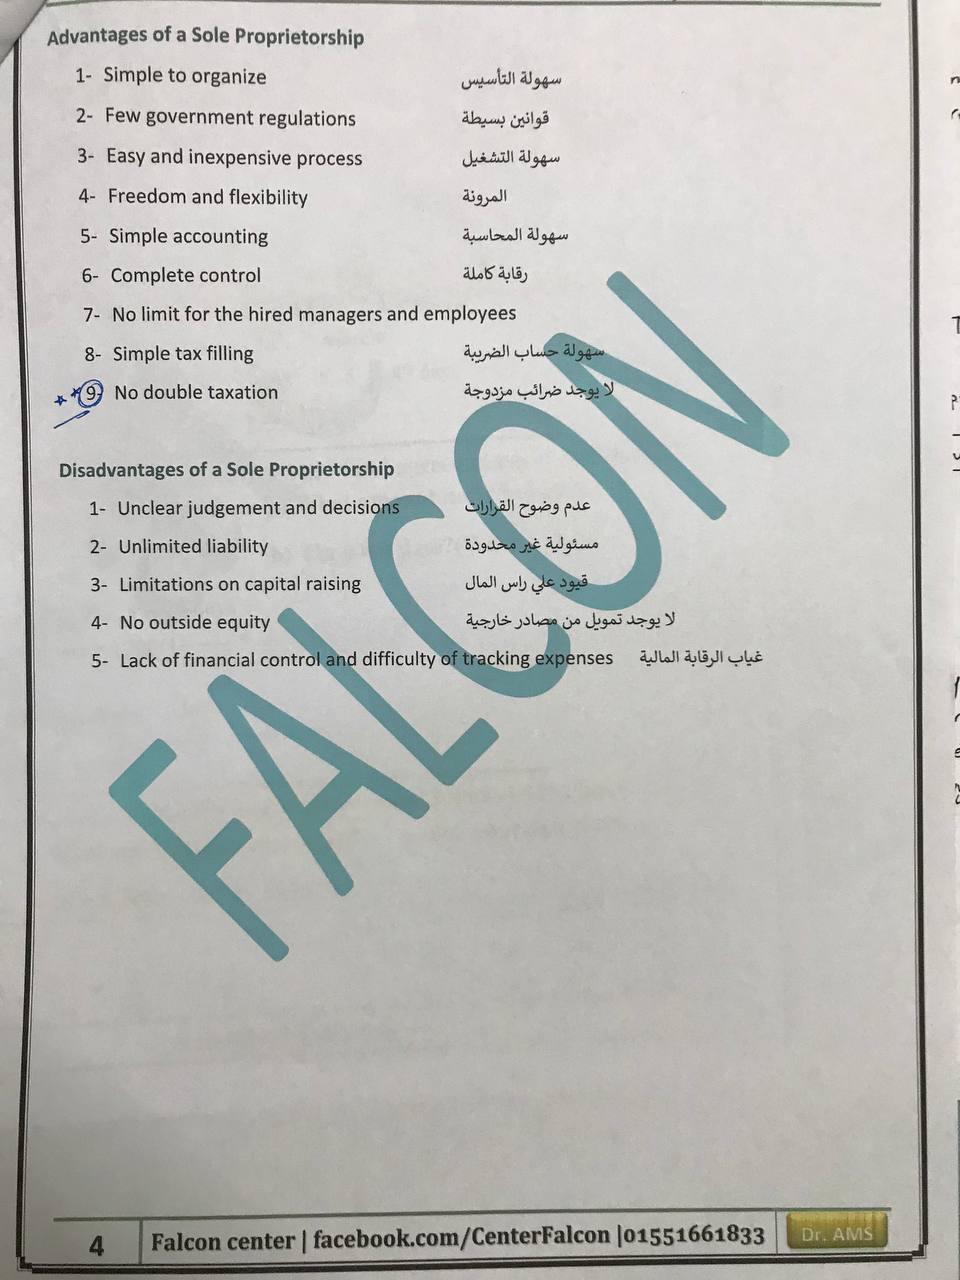 Advantages of a Sole Proprietorship
1- Simple to organize سهولة التأسيس
2- Few government regulations قوانين بسيطة
3- Easy and inexpensive process سهولة التشغيل
4- Freedom and flexibility المرونة
5- Simple accounting سهولة المحاسبة
6- Complete control رقابة كاملة
7- No limit for the hired managers and employees
8- Simple tax filling سهولة حساب الضريبة
9- No double taxation لا يوجد ضرائب مزدوجة
Disadvantages of a Sole Proprietorship
1- Unclear judgement and decisions عدم وضوح القرارات
2- Unlimited liability مسئولية غير محدودة
3- Limitations on capital raising قيود علي راس المال
4- No outside equity لا يوجد تمويل من مصادر خارجية
5- Lack of financial control and difficulty of tracking expenses غياب الرقابة المالية
FALCON
4 Falcon center | facebook.com/CenterFalcon |01551661833 Dr. AMS